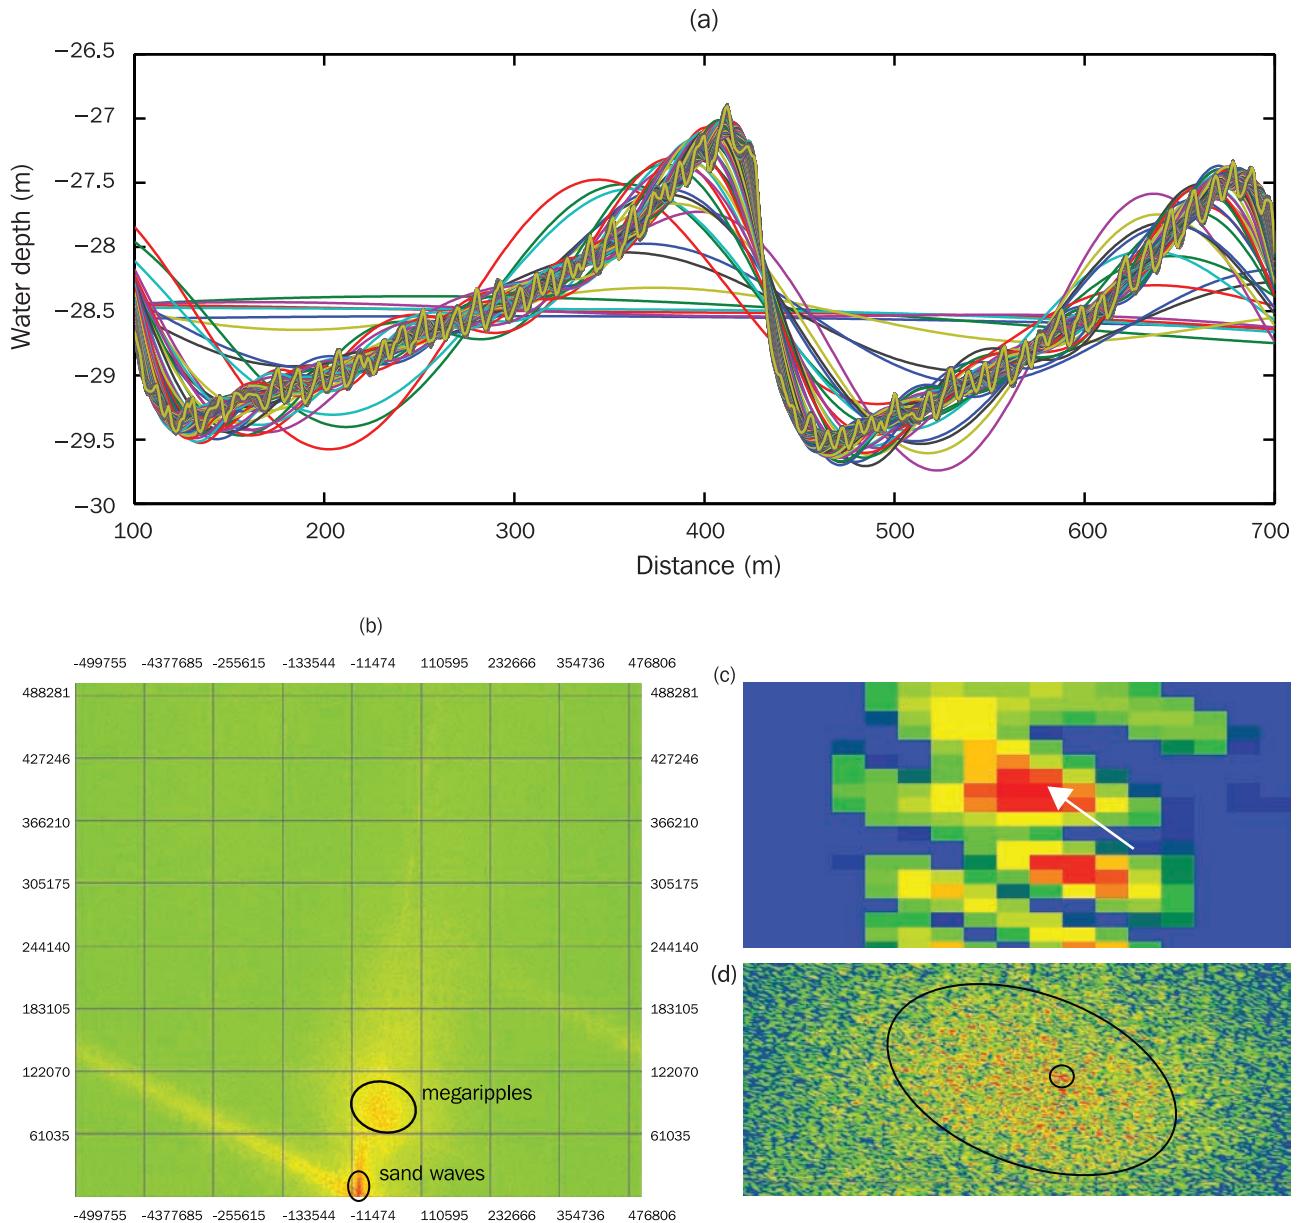 (a)
−26.5
−27
−27.5
−28
−28.5
−29
−29.5
−30
Water depth (m)
100 200 300 400 500 600 700
Distance (m)
(b)
-499755 -4377685 -255615 -133544 -11474 110595 232666 354736 476806
488281 488281
427246 427246
366210 366210
305175 305175
244140 244140
183105 183105
122070 122070
61035 61035
megaripples
sand waves
-499755 -4377685 -255615 -133544 -11474 110595 232666 354736 476806
(c)
(d)